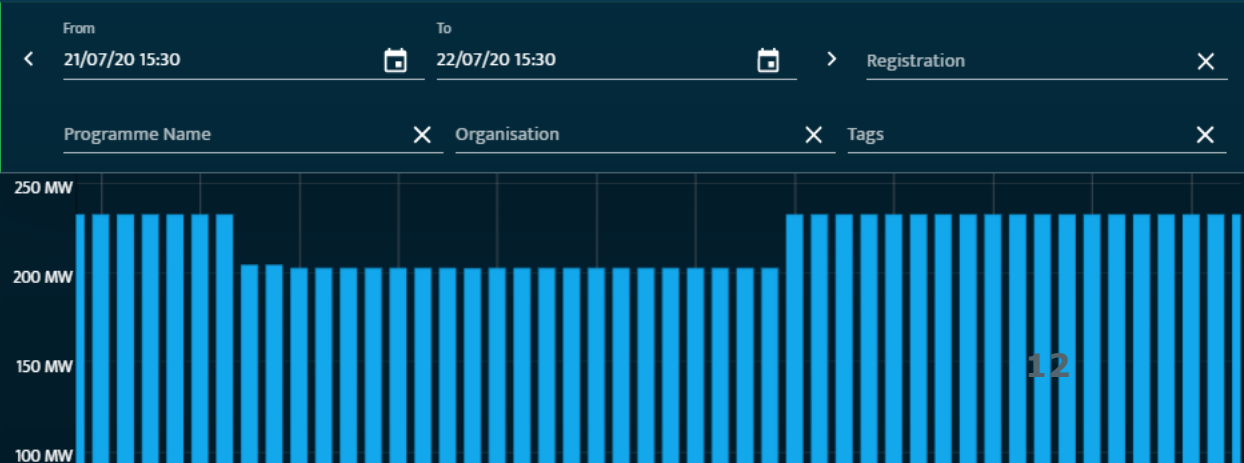 From To
21/07/20 15:30 22/07/20 15:30 Registration
Programme Name Organisation Tags
250 MW
200 MW
150 MW
12
100 MW